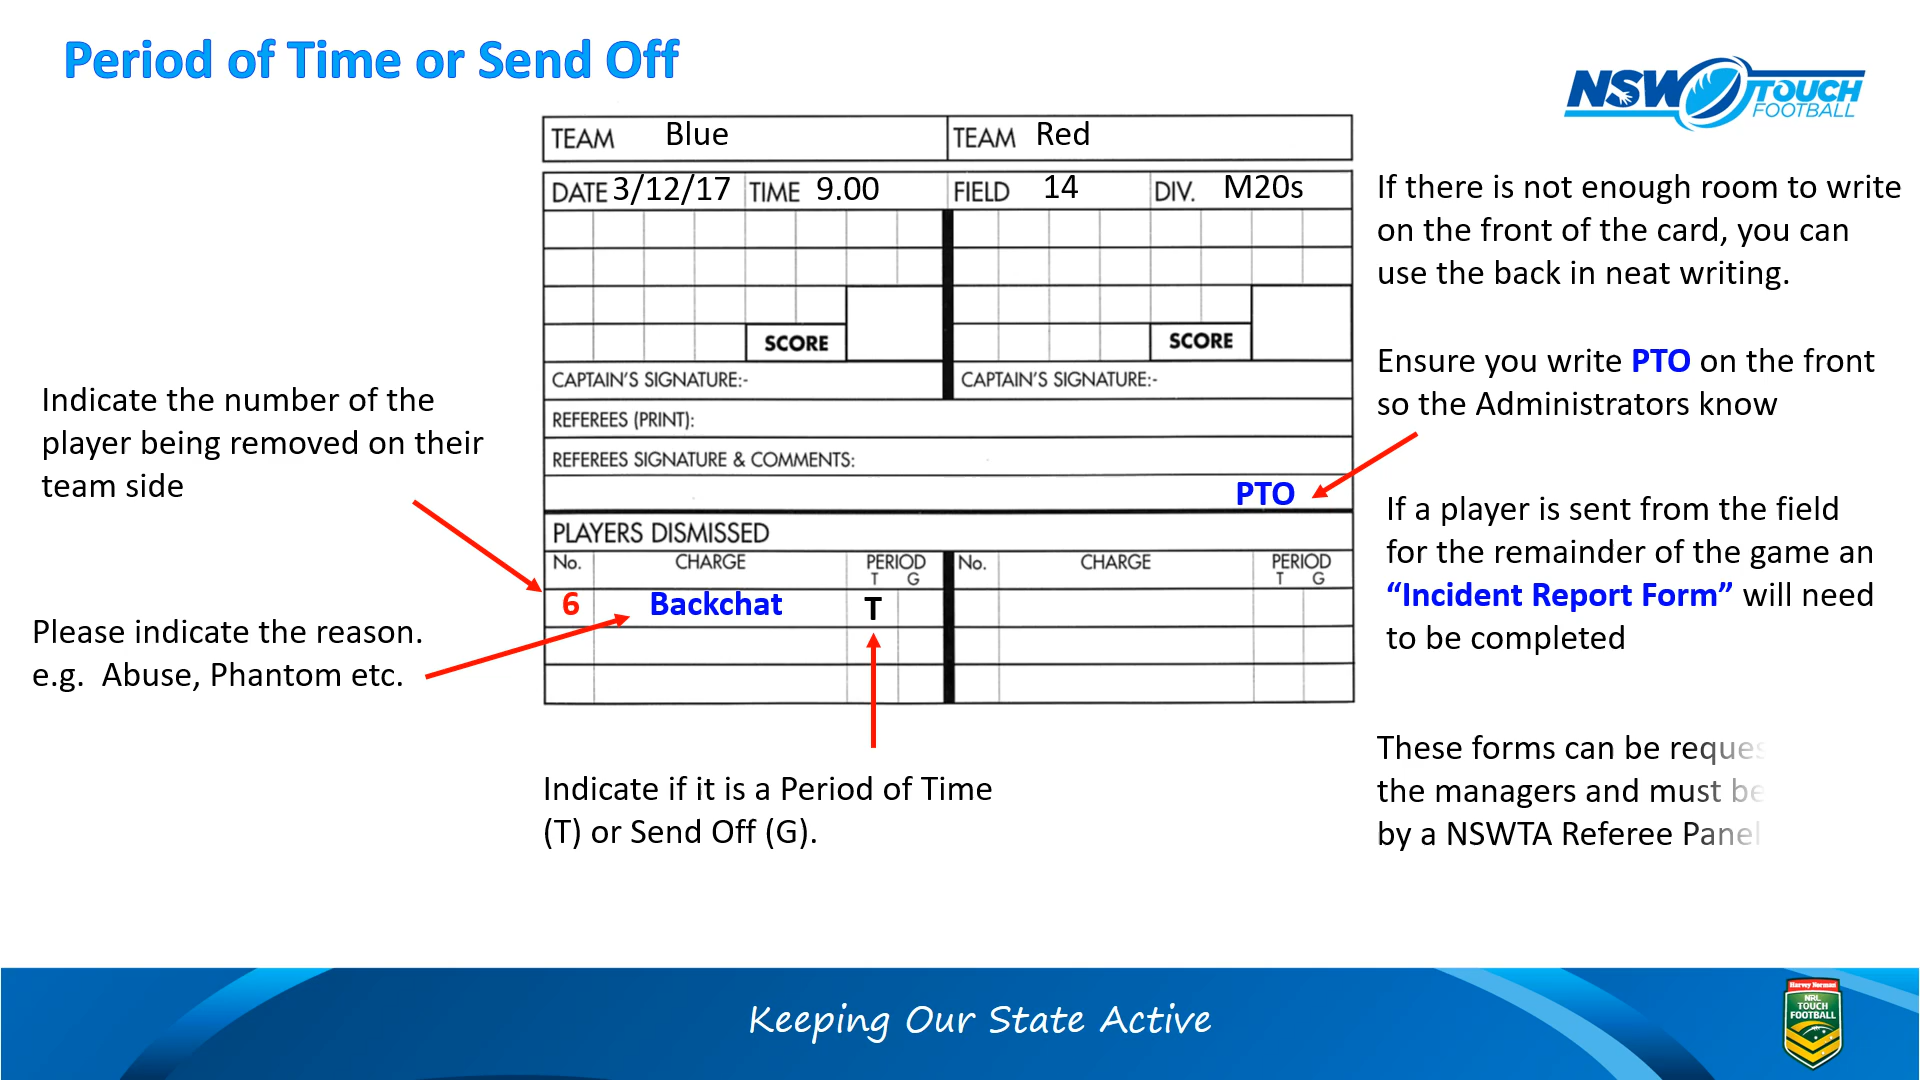 Period of Time or Send Off
NSW TOUCH
FOOTBALL
TEAM Blue TEAM Red
DATE 3/12/17 TIME 9.00 FIELD 14 DIV. M20s
SCORE SCORE
CAPTAIN'S SIGNATURE:- CAPTAIN'S SIGNATURE:-
REFEREES (PRINT):
REFEREES SIGNATURE & COMMENTS:
PTO
PLAYERS DISMISSED
No. CHARGE PERIOD No. CHARGE PERIOD
T G T G
6 Backchat T
Indicate the number of the
player being removed on their
team side
Please indicate the reason.
e.g. Abuse, Phantom etc.
Indicate if it is a Period of Time
(T) or Send Off (G).
If there is not enough room to write
on the front of the card, you can
use the back in neat writing.
Ensure you write PTO on the front
so the Administrators know
If a player is sent from the field
for the remainder of the game an
“Incident Report Form” will need
to be completed
These forms can be
the managers and must be
by a NSWTA Referee Panel
Keeping Our State Active
Harvey Norman
NRL
TOUCH
FOOTBALL